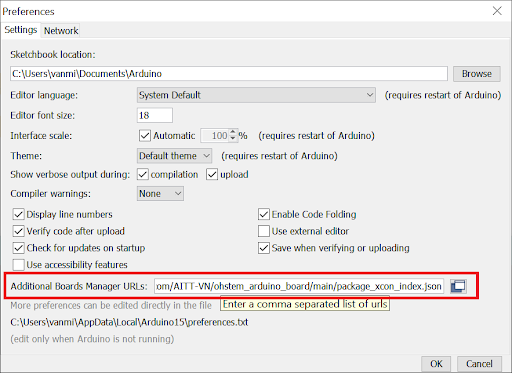 Preferences
Settings Network
Sketchbook location:
C:\Users\vanmi\Documents\Arduino Browse
Editor language: System Default (requires restart of Arduino)
Editor font size: 18
Interface scale: Automatic 100 % (requires restart of Arduino)
Theme: Default theme (requires restart of Arduino)
Show verbose output during: compilation upload
Compiler warnings: None
Display line numbers Enable Code Folding
Verify code after upload Use external editor
Check for updates on startup Save when verifying or uploading
Use accessibility features
Additional Boards Manager URLs: om/AITT-VN/ohstem_arduino_board/main/package_xcon_index.json
More preferences can be edited directly in the file Enter a comma separated list of urls
C:\Users\vanmi\AppData\Local\Arduino15\preferences.txt
(edit only when Arduino is not running)
OK Cancel